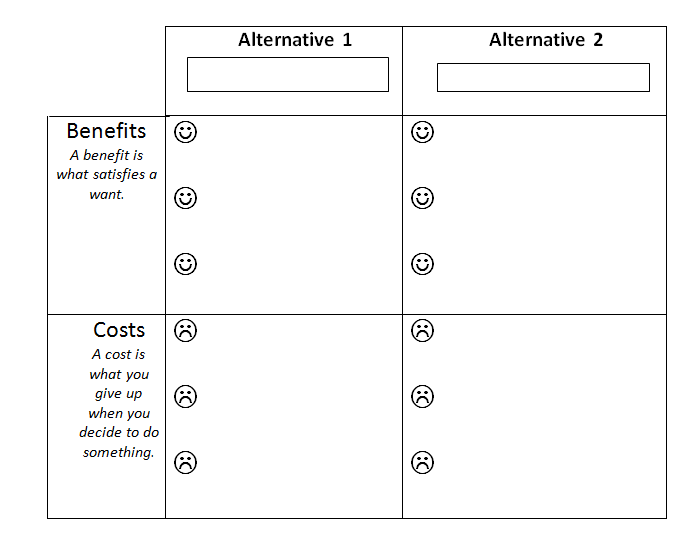 Alternative 1
Alternative 2
Benefits
A benefit is
what satisfies a
want.
Costs
A cost is
what you
give up
when you
decide to do
something.